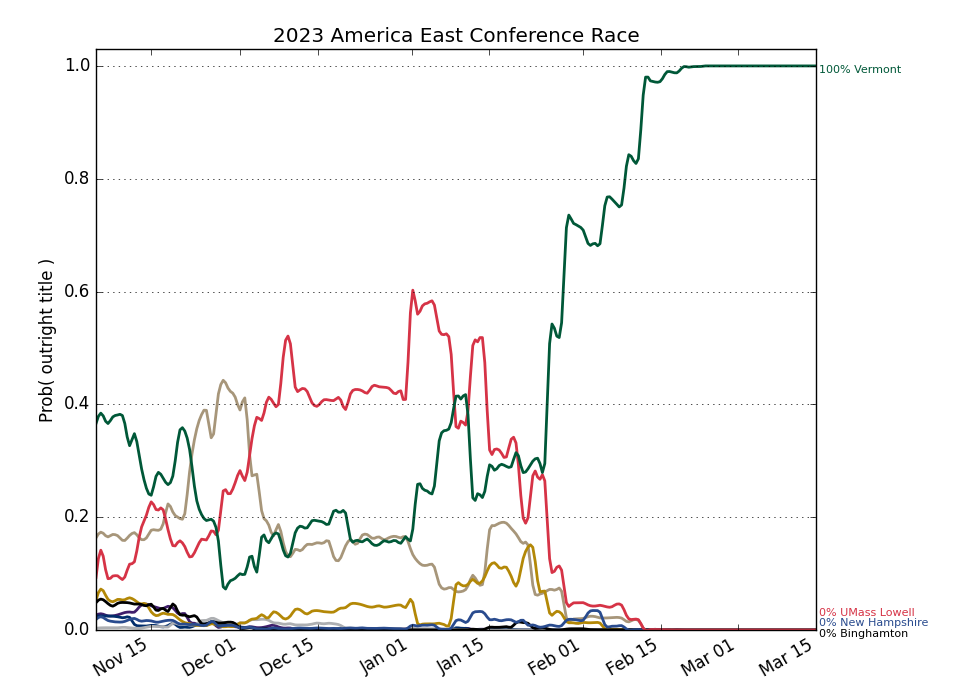 2023 America East Conference Race
Prob( outright title )
1.0
0.8
0.6
0.4
0.2
0.0
100% Vermont
0% UMass Lowell
0% New Hampshire
0% Binghamton
Nov 15
Dec 01
Dec 15
Jan 01
Jan 15
Feb 01
Feb 15
Mar 01
Mar 15